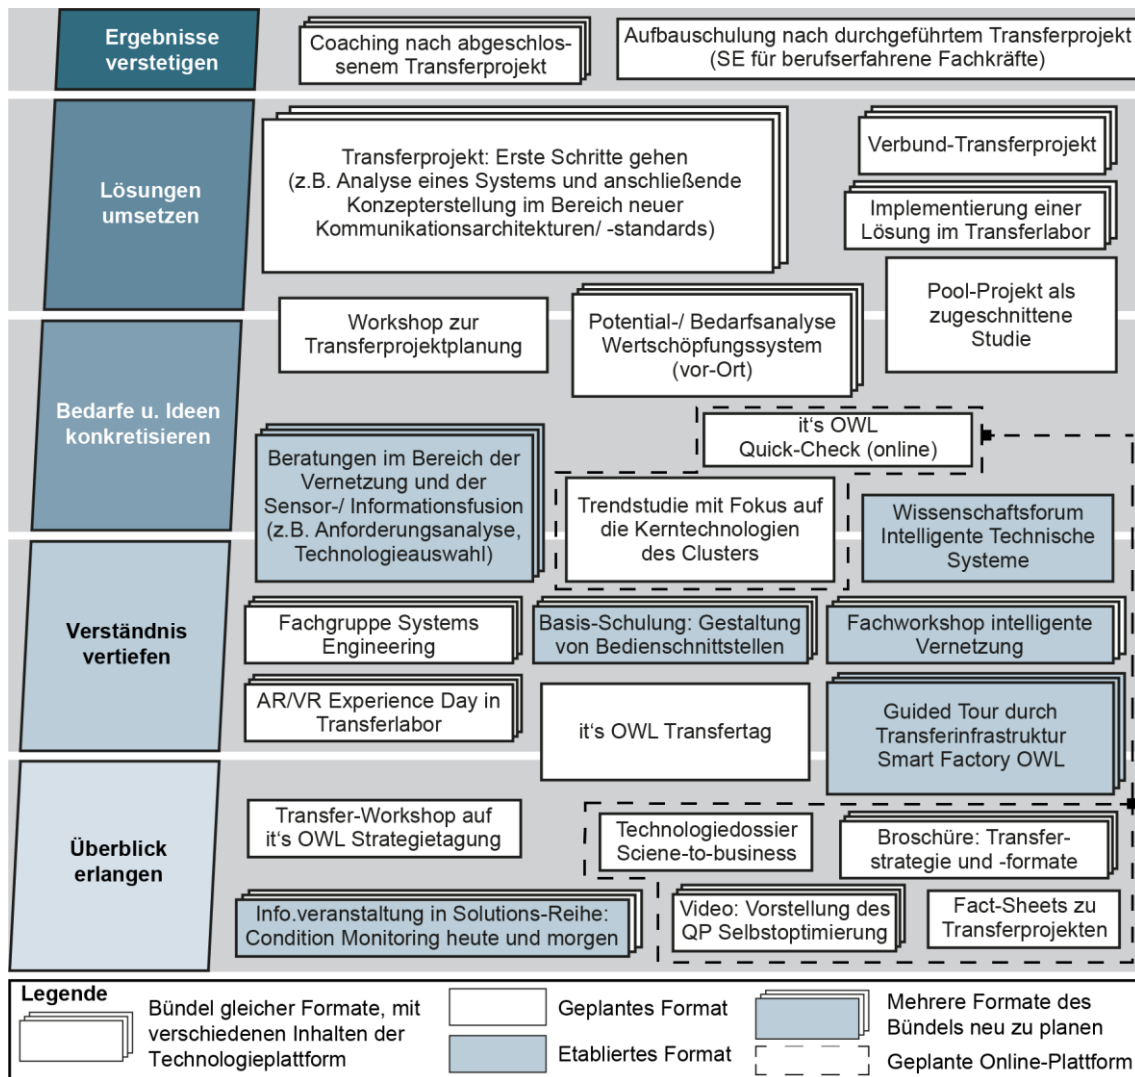 Ergebnisse
verstetigen
Coaching nach abgeschlos-
senem Transferprojekt
Aufbauschulung nach durchgeführtem Transferprojekt
(SE für berufserfahrene Fachkräfte)
Lösungen
umsetzen
Transferprojekt: Erste Schritte gehen
(z.B. Analyse eines Systems und anschließende
Konzepterstellung im Bereich neuer
Kommunikationsarchitekturen/ -standards)
Verbund-Transferprojekt
Implementierung einer
Lösung im Transferlabor
Pool-Projekt als
zugeschnittene
Studie
Workshop zur
Transferprojektplanung
Potential-/ Bedarfsanalyse
Wertschöpfungssystem
(vor-Ort)
Bedarfe u. Ideen
konkretisieren
it's OWL
Quick-Check (online)
Beratungen im Bereich der
Vernetzung und der
Sensor-/ Informationsfusion
(z.B. Anforderungsanalyse,
Technologieauswahl)
Trendstudie mit Fokus auf
die Kerntechnologien
des Clusters
Wissenschaftsforum
Intelligente Technische
Systeme
Verständnis
vertiefen
Fachgruppe Systems
Engineering
Basis-Schulung: Gestaltung
von Bedienschnittstellen
Fachworkshop intelligente
Vernetzung
AR/VR Experience Day in
Transferlabor
it's OWL Transfertag
Guided Tour durch
Transferinfrastruktur
Smart Factory OWL
Überblick
erlangen
Transfer-Workshop auf
it's OWL Strategietagung
Technologiedossier
Sciene-to-business
Broschüre: Transfer-
strategie und -formate
Info.veranstaltung in Solutions-Reihe:
Condition Monitoring heute und morgen
Video: Vorstellung des
QP Selbstoptimierung
Fact-Sheets zu
Transferprojekten
Legende
Bündel gleicher Formate, mit
verschiedenen Inhalten der
Technologieplattform
Geplantes Format
Etabliertes Format
Mehrere Formate des
Bündels neu zu planen
Geplante Online-Plattform